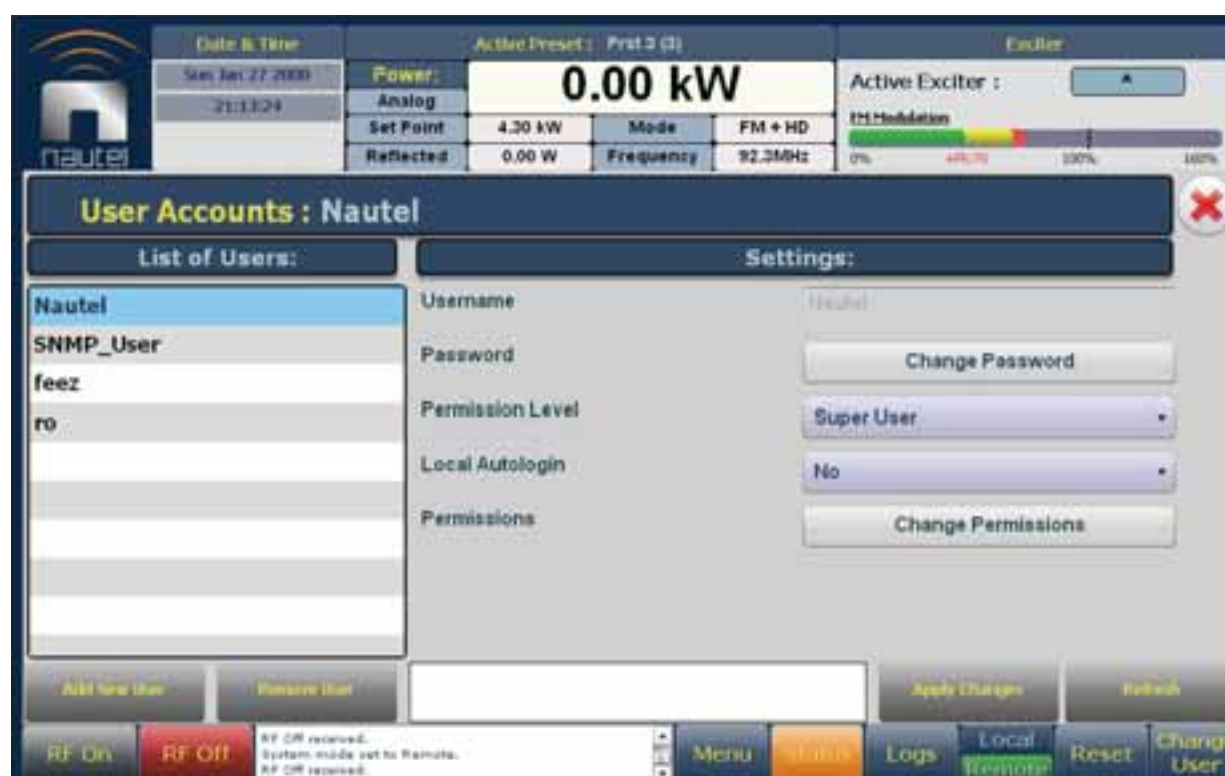 nautel
Date & Time
21:13:24
Active Preset : Prst 3 (3)
Power:
Analog
0.00 kW
Set Point
4.30 kW
Mode
FM + HD
Reflected
0.00 W
Frequency
92.3MHz
Exciter
Active Exciter :
A
FM Modulation
0%
100%
160%
User Accounts : Nautel
List of Users:
Nautel
SNMP_User
feez
ro
Settings:
Username
Nautel
Password
Change Password
Permission Level
Super User
Local Autologin
No
Permissions
Change Permissions
Add new User
Remove User
Apply Changes
Refresh
RF On
RF Off
RF Off received.
System mode set to Remote.
RF Off received.
Menu
Status
Logs
Local
Remote
Reset
Chang
User